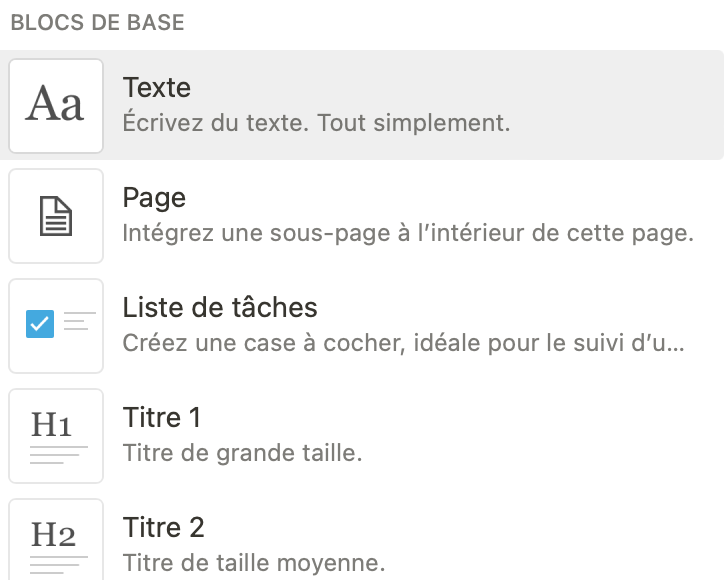 BLOCS DE BASE
Aa
Texte
Écrivez du texte. Tout simplement.
Page
Intégrez une sous-page à l’intérieur de cette page.
Liste de tâches
Créez une case à cocher, idéale pour le suivi d’u...
H1
Titre 1
Titre de grande taille.
H2
Titre 2
Titre de taille moyenne.